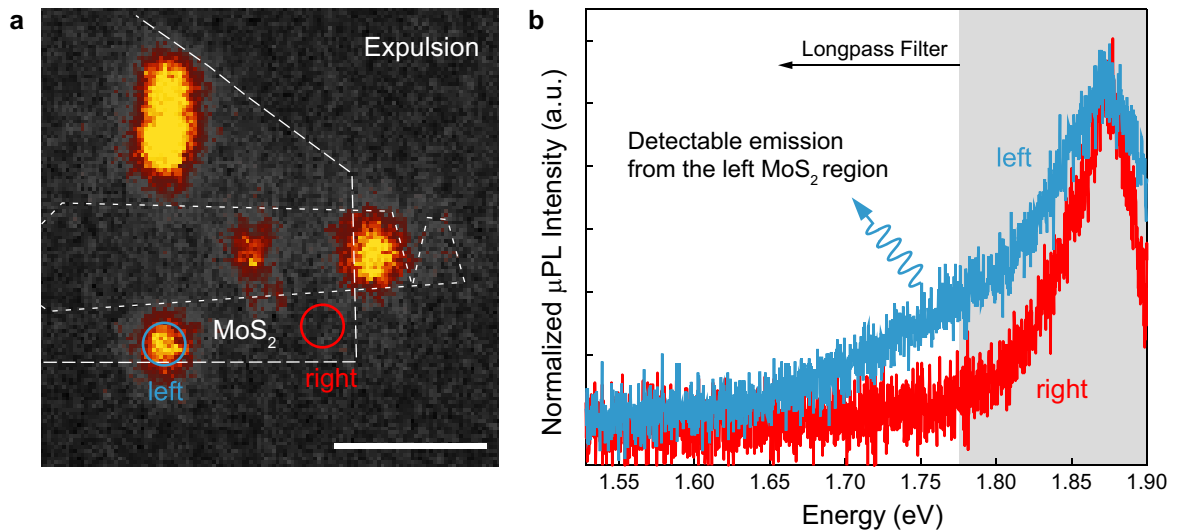 a
Expulsion
MoS₂
left
right
b
Longpass Filter
Detectable emission
from the left MoS₂ region
left
right
Normalized µPL Intensity (a.u.)
1.55 1.60 1.65 1.70 1.75 1.80 1.85 1.90
Energy (eV)